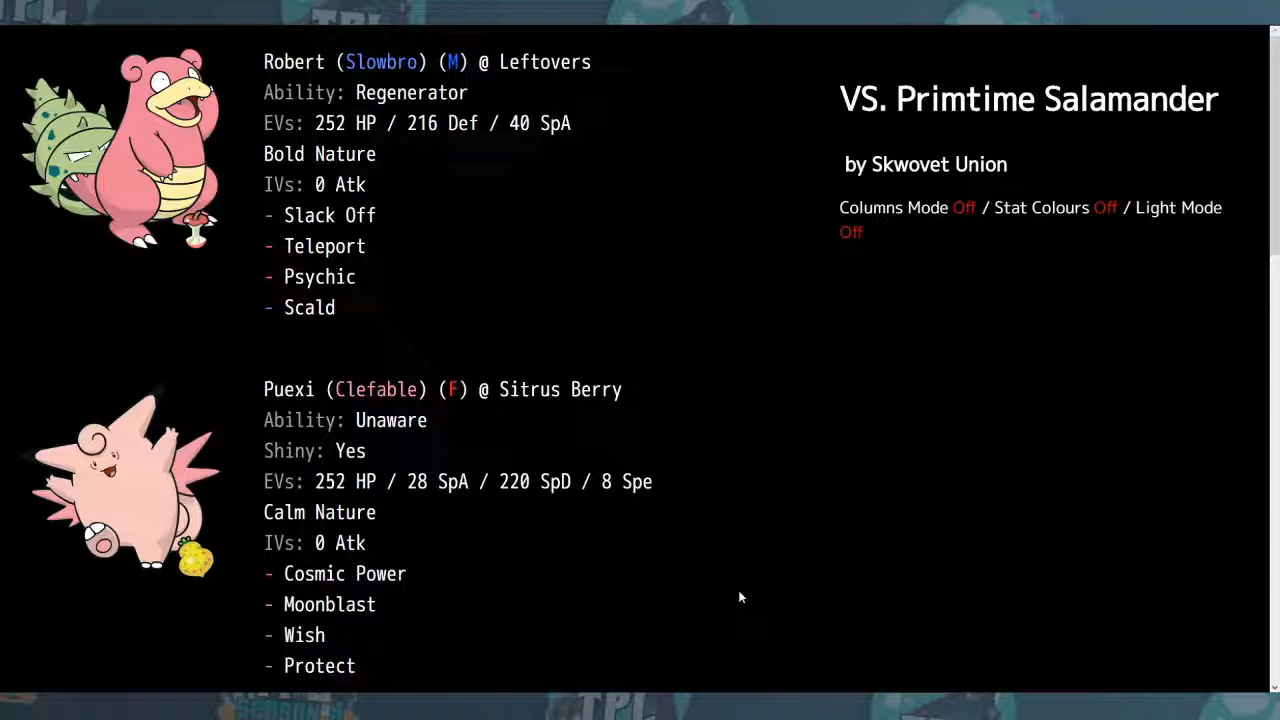 Robert (Slowbro) (M) @ Leftovers
Ability: Regenerator
EVs: 252 HP / 216 Def / 40 SpA
Bold Nature
IVs: 0 Atk
- Slack Off
- Teleport
- Psychic
- Scald
Puexi (Clefable) (F) @ Sitrus Berry
Ability: Unaware
Shiny: Yes
EVs: 252 HP / 28 SpA / 220 SpD / 8 Spe
Calm Nature
IVs: 0 Atk
- Cosmic Power
- Moonblast
- Wish
- Protect
VS. Primtime Salamander
by Skwovet Union
Columns Mode Off / Stat Colours Off / Light Mode
Off
TPL